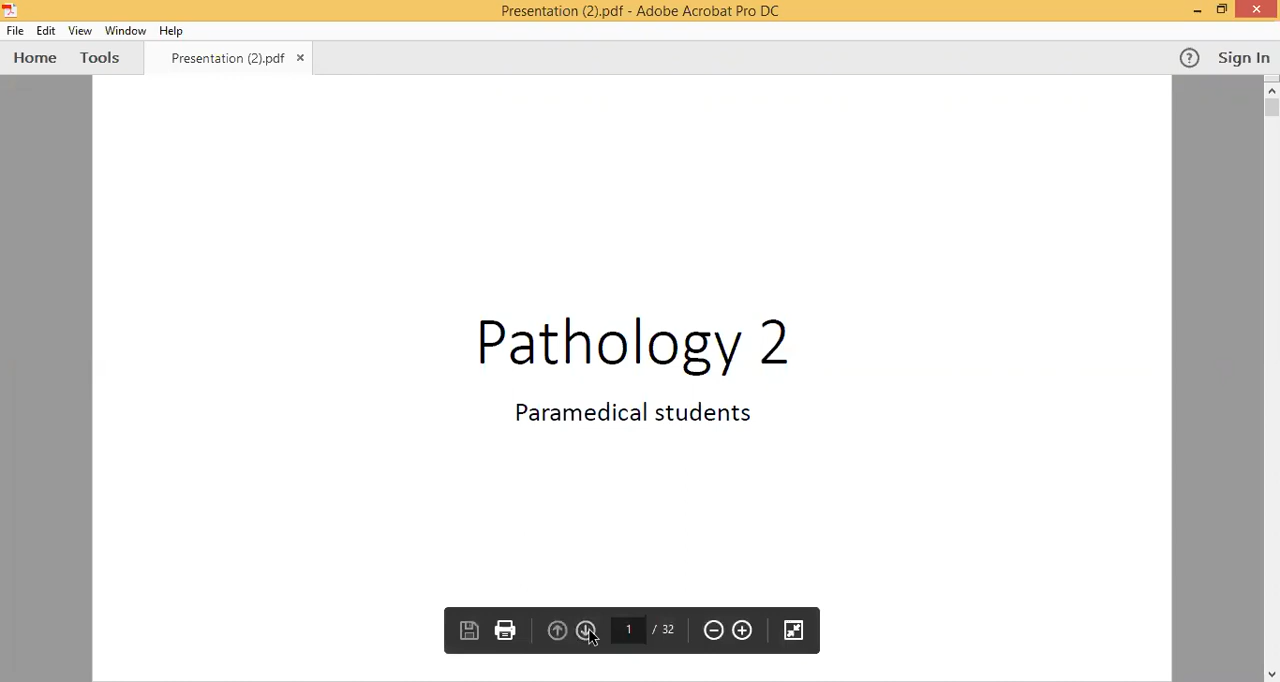 Presentation (2).pdf - Adobe Acrobat Pro DC
File Edit View Window Help
Home Tools Presentation (2).pdf × ? Sign In
Pathology 2
Paramedical students
1 / 32